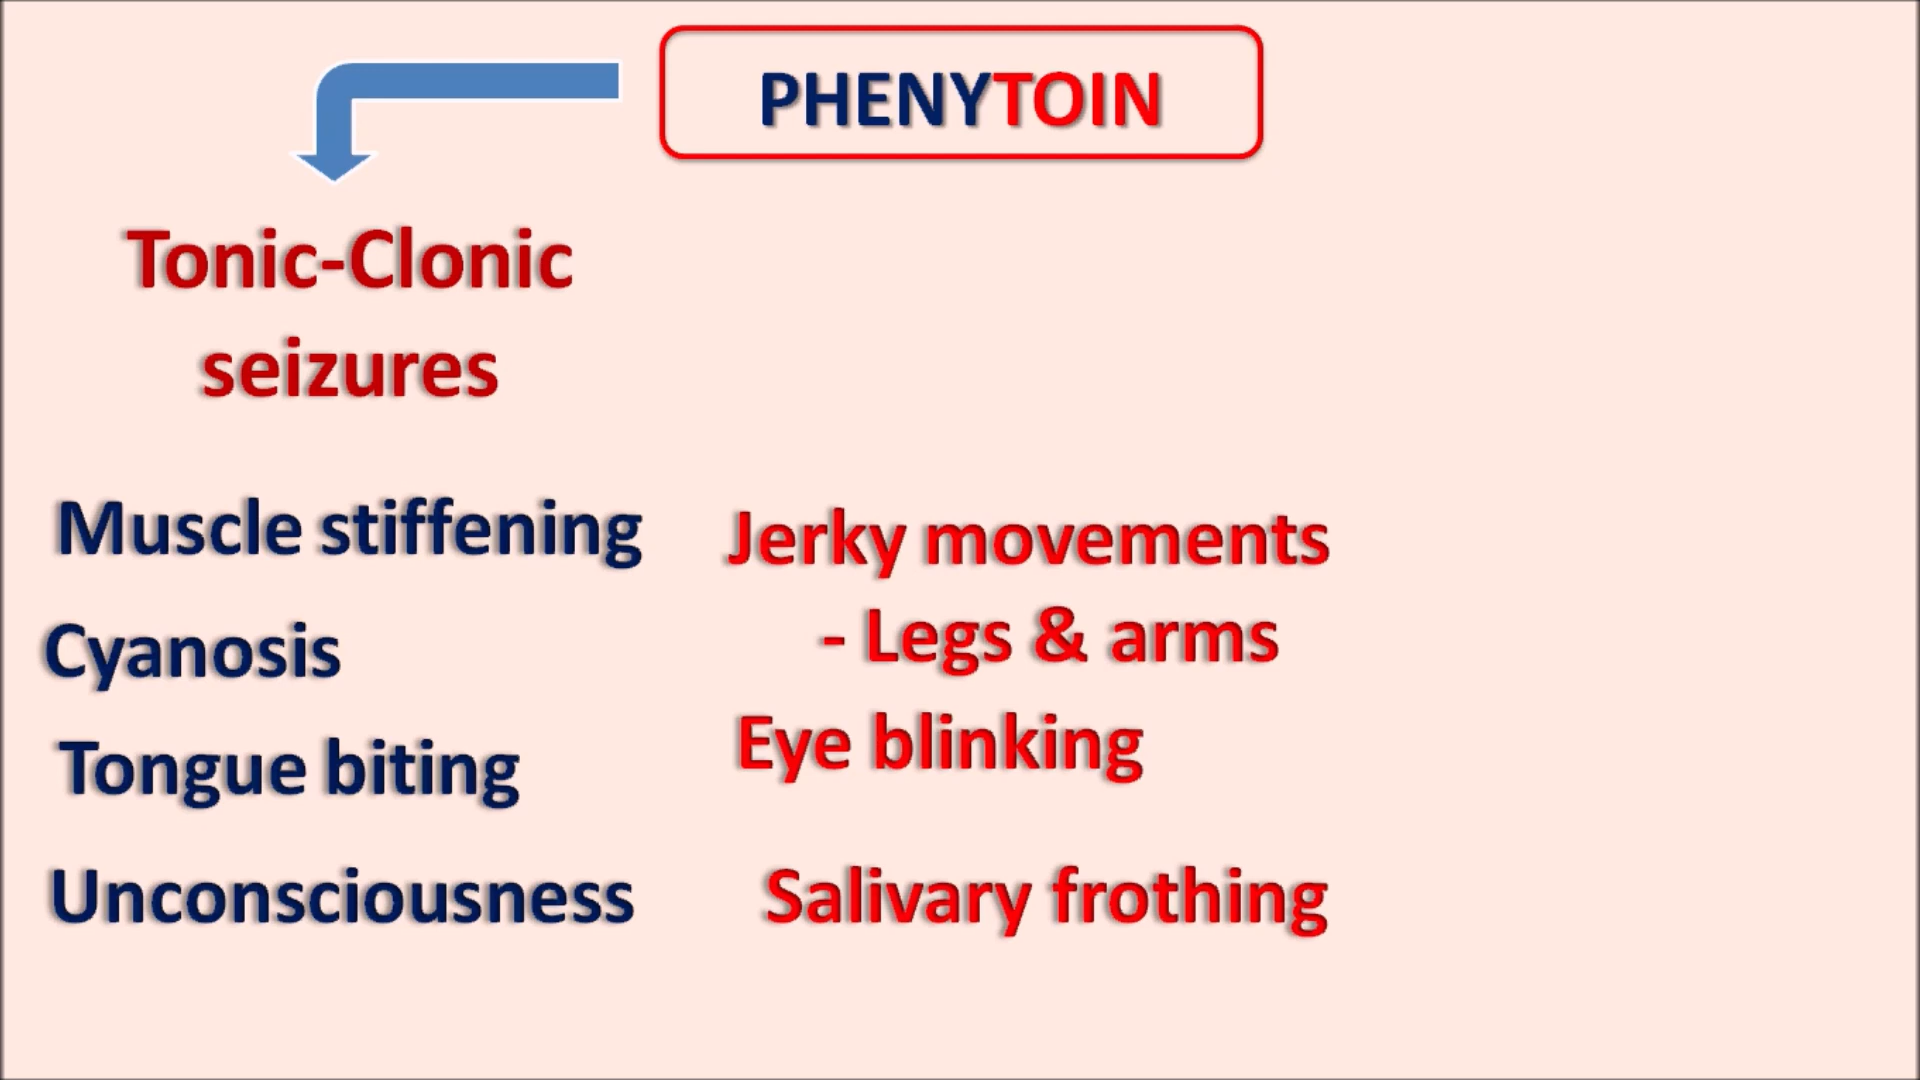 PHENYTOIN
Tonic-Clonic
seizures
Muscle stiffening
Cyanosis
Tongue biting
Unconsciousness
Jerky movements
- Legs & arms
Eye blinking
Salivary frothing